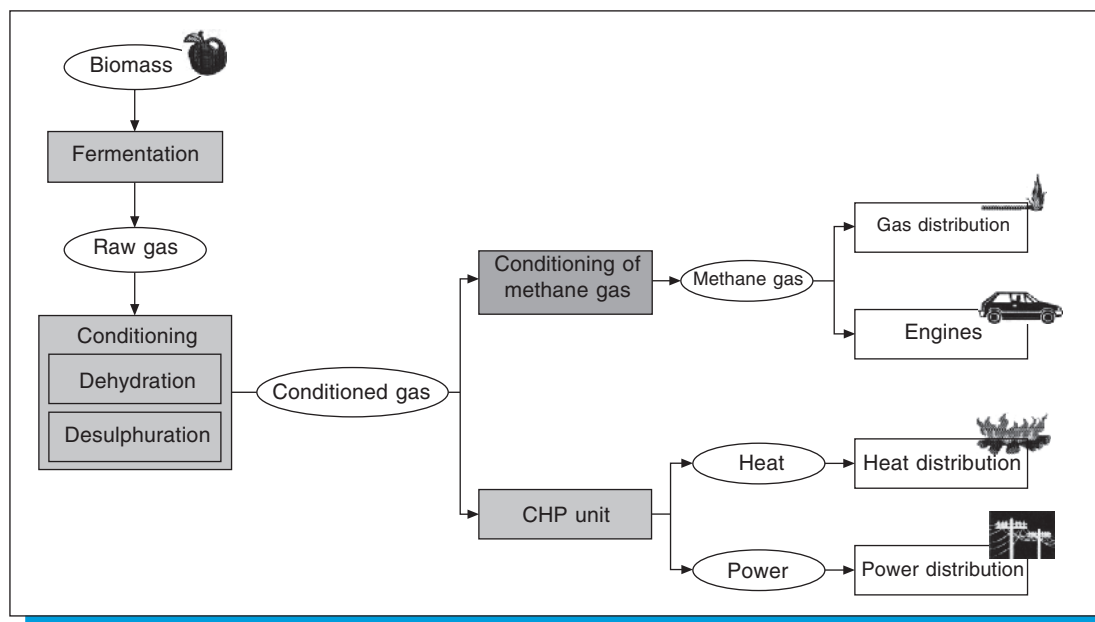 Biomass
Fermentation
Raw gas
Conditioning
Dehydration
Desulphuration
Conditioned gas
Conditioning of
methane gas
Methane gas
Gas distribution
Engines
CHP unit
Heat
Heat distribution
Power
Power distribution